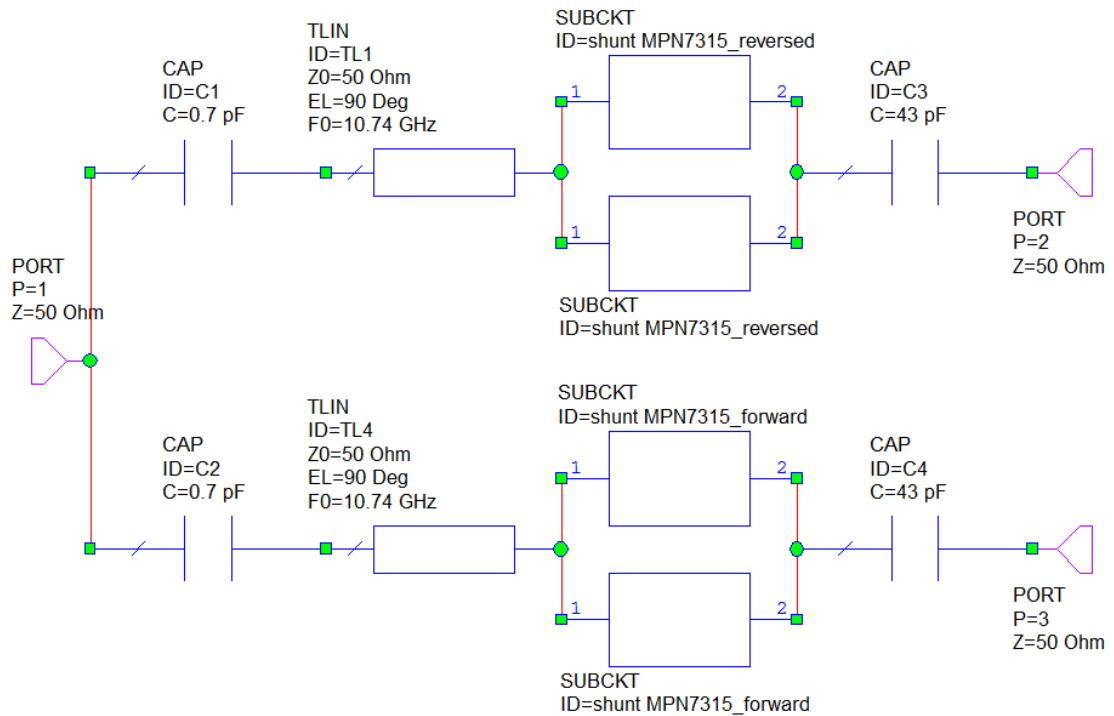 SUBCKT
ID=shunt MPN7315_reversed
TLIN
ID=TL1
Z0=50 Ohm
EL=90 Deg
F0=10.74 GHz
CAP
ID=C1
C=0.7 pF
CAP
ID=C3
C=43 pF
1
2
1
2
PORT
P=1
Z=50 Ohm
PORT
P=2
Z=50 Ohm
SUBCKT
ID=shunt MPN7315_reversed
SUBCKT
ID=shunt MPN7315_forward
TLIN
ID=TL4
Z0=50 Ohm
EL=90 Deg
F0=10.74 GHz
CAP
ID=C2
C=0.7 pF
CAP
ID=C4
C=43 pF
1
2
1
2
PORT
P=3
Z=50 Ohm
SUBCKT
ID=shunt MPN7315_forward